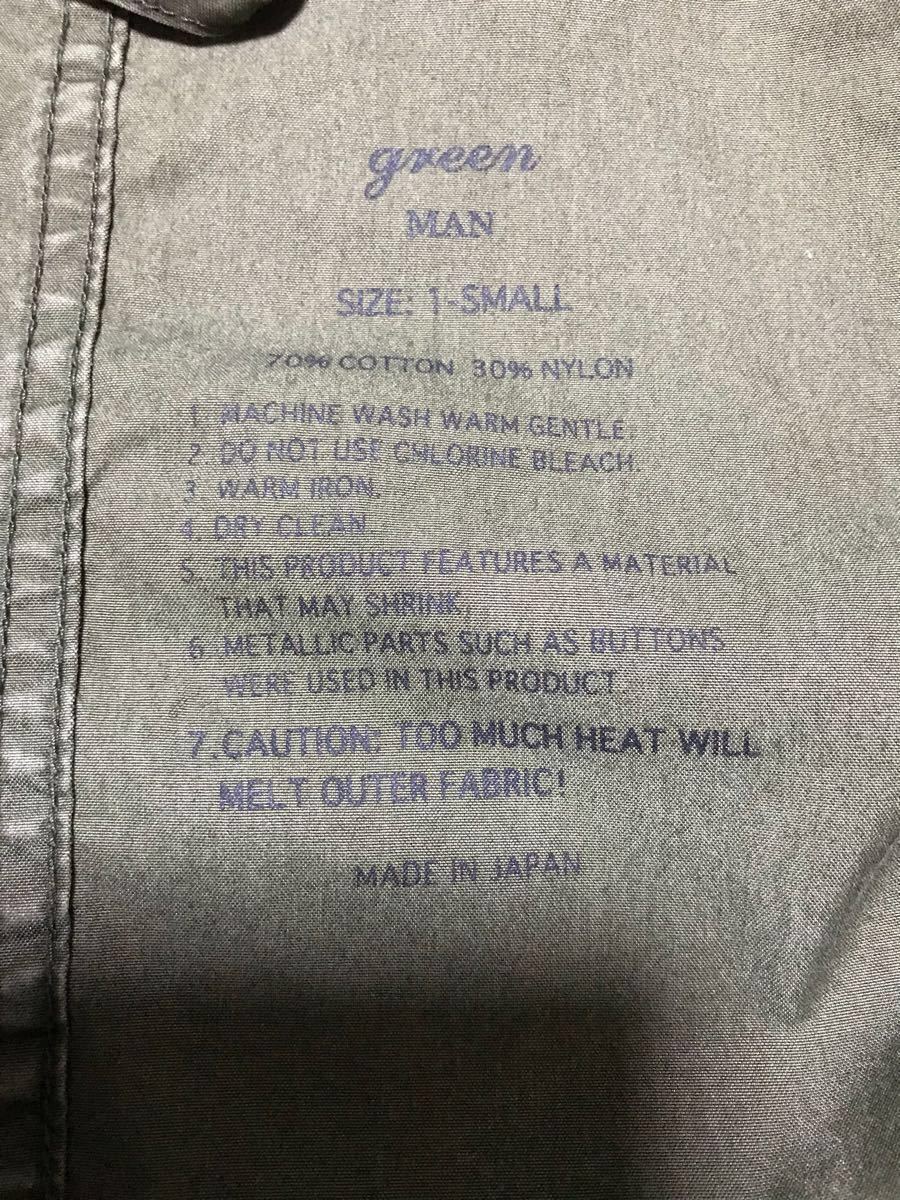 green
MAN
SIZE: 1-SMALL
70% COTTON 30% NYLON
1. MACHINE WASH WARM GENTLE.
2. DO NOT USE CHLORINE BLEACH.
3. WARM IRON.
4. DRY CLEAN.
5. THIS PRODUCT FEATURES A MATERIAL
THAT MAY SHRINK.
6. METALLIC PARTS SUCH AS BUTTONS
WERE USED IN THIS PRODUCT.
7.CAUTION: TOO MUCH HEAT WILL
MELT OUTER FABRIC!
MADE IN JAPAN